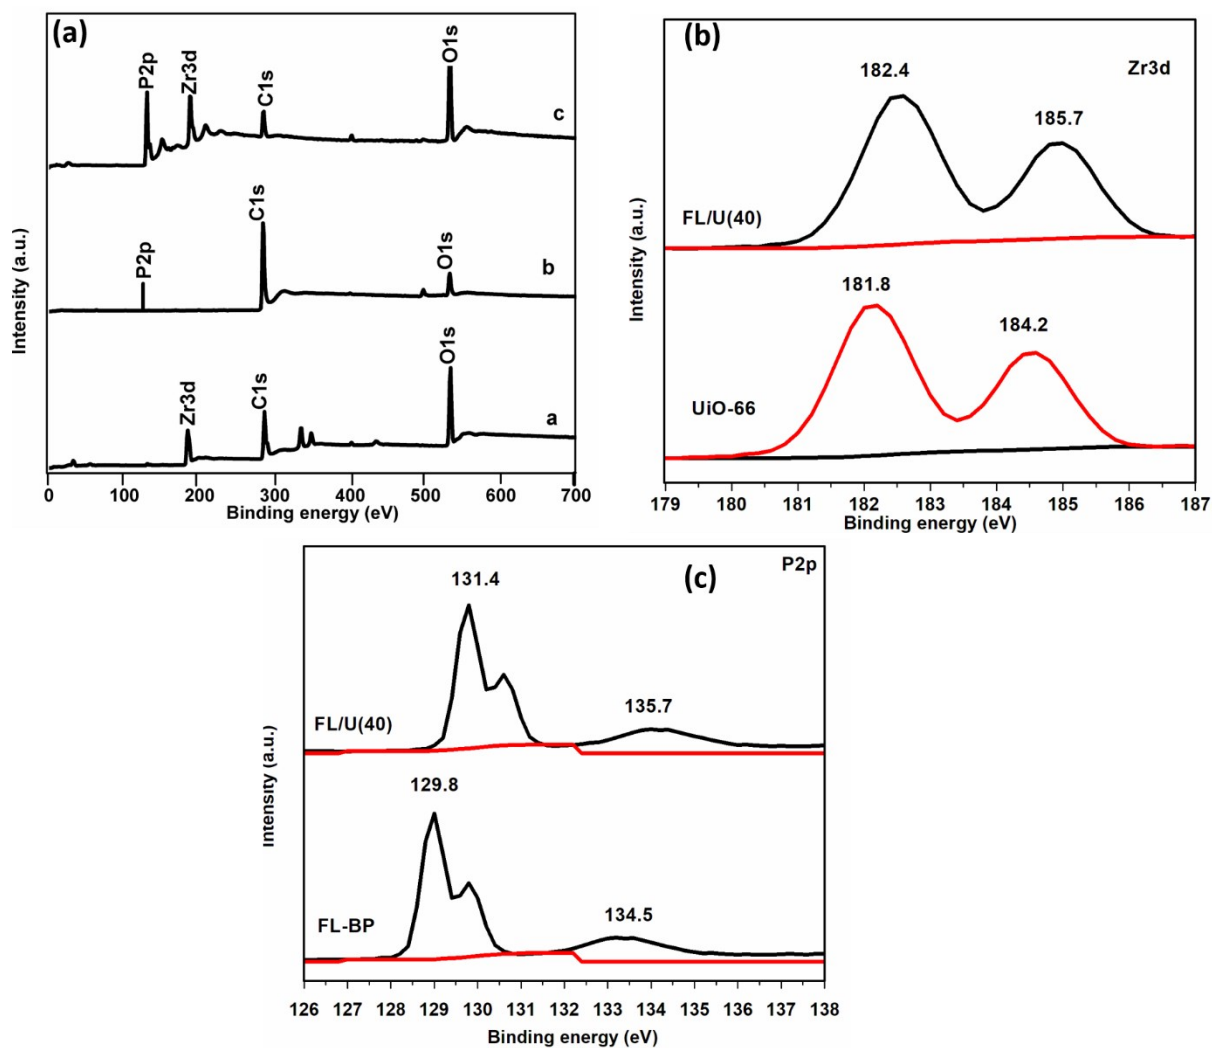 (a)
P2p
Zr3d
C1s
O1s
c
C1s
P2p
O1s
b
O1s
Zr3d
C1s
a
Intensity (a.u.)
0 100 200 300 400 500 600 700
Binding energy (eV)
(b)
Zr3d
182.4
185.7
FL/U(40)
181.8
184.2
UiO-66
Intensity (a.u.)
179 180 181 182 183 184 185 186 187
Binding energy (eV)
(c)
P2p
131.4
135.7
FL/U(40)
129.8
134.5
FL-BP
Intensity (a.u.)
126 127 128 129 130 131 132 133 134 135 136 137 138
Binding energy (eV)